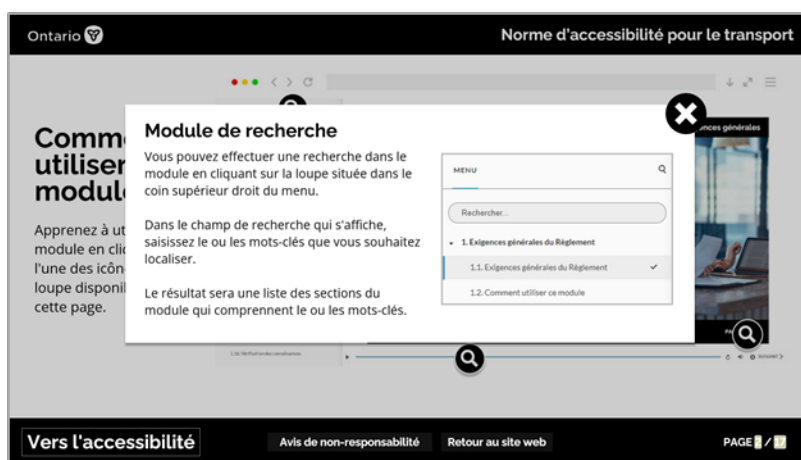 Ontario
Norme d'accessibilité pour le transport
Comm
utiliser
modul
Apprenez à ut
module en clic
l'une des icôn
loupe disponil
cette page.
Module de recherche
Vous pouvez effectuer une recherche dans le
module en cliquant sur la loupe située dans le
coin supérieur droit du menu.
Dans le champ de recherche qui s'affiche,
saisissez le ou les mots-clés que vous souhaitez
localiser.
Le résultat sera une liste des sections du
module qui comprennent le ou les mots-clés.
MENU
Rechercher...
1. Exigences générales du Règlement
1.1. Exigences générales du Règlement
1.2. Comment utiliser ce module
nces générales
SUIVANT
Vers l'accessibilité
Avis de non-responsabilité
Retour au site web
PAGE 2 / 17